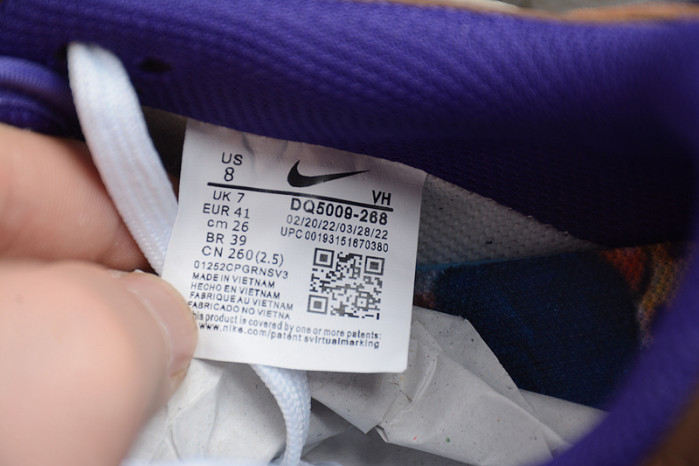 US
8
UK 7
EUR 41
cm 26
BR 39
CN 260(2.5)
01252CPGRNSV3
MADE IN VIETNAM
HECHO EN VIETNAM
FABRIQUE AU VIETNAM
FABRICADO NO VIETNA
VH
DQ5009-268
02/20/22/03/28/22
UPC 00193151670380
This product is covered by one or more patents:
www.nike.com/patent svirtualmarking